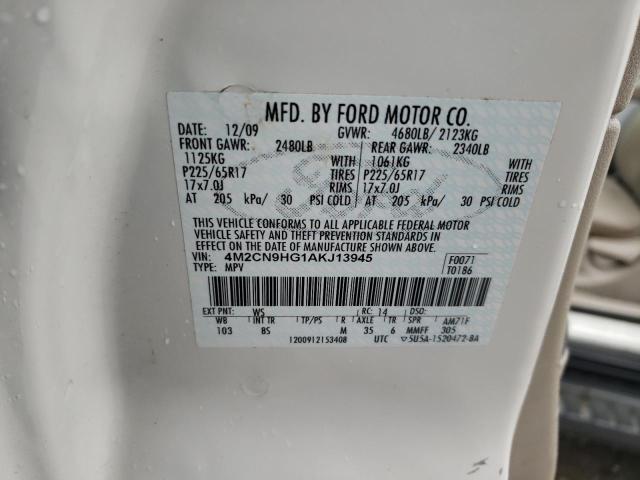 MFD. BY FORD MOTOR CO.
DATE: 12/09 GVWR: 4680LB/ 2123KG
FRONT GAWR: 2480LB REAR GAWR: 2340LB
1125KG WITH 1061KG WITH
P225/65R17 TIRES P225/65R17 TIRES
17x7.0J RIMS 17x7.0J RIMS
AT 205 kPa/ 30 PSI COLD AT 205 kPa/ 30 PSI COLD
THIS VEHICLE CONFORMS TO ALL APPLICABLE FEDERAL MOTOR
VEHICLE SAFETY AND THEFT PREVENTION STANDARDS IN
EFFECT ON THE DATE OF MANUFACTURE SHOWN ABOVE.
VIN: 4M2CN9HG1AKJ13945 F0071
TYPE: MPV T0186
EXT PNT: WS RC: 14 DSO:
WB INT TR TP/PS R AXLE TR SPR AM71F
103 8S M 35 6 MMFF 305
1200912153408 UTC ▽5U5A-1520472-BA